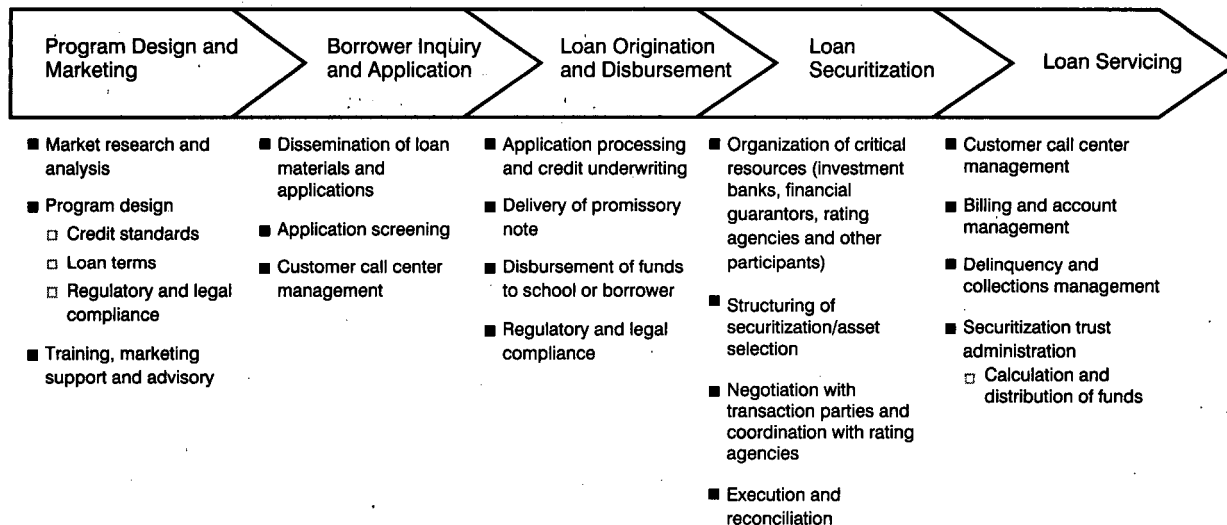 Program Design and
Marketing
Borrower Inquiry
and Application
Loan Origination
and Disbursement
Loan
Securitization
Loan Servicing
■ Market research and
analysis
■ Program design
□ Credit standards
□ Loan terms
□ Regulatory and legal
compliance
■ Training, marketing
support and advisory
■ Dissemination of loan
materials and
applications
■ Application screening
■ Customer call center
management
■ Application processing
and credit underwriting
■ Delivery of promissory
note
■ Disbursement of funds
to school or borrower
■ Regulatory and legal
compliance
■ Organization of critical
resources (investment
banks, financial
guarantors, rating
agencies and other
participants)
■ Structuring of
securitization/asset
selection
■ Negotiation with
transaction parties and
coordination with rating
agencies
■ Execution and
reconciliation
■ Customer call center
management
■ Billing and account
management
■ Delinquency and
collections management
■ Securitization trust
administration
□ Calculation and
distribution of funds